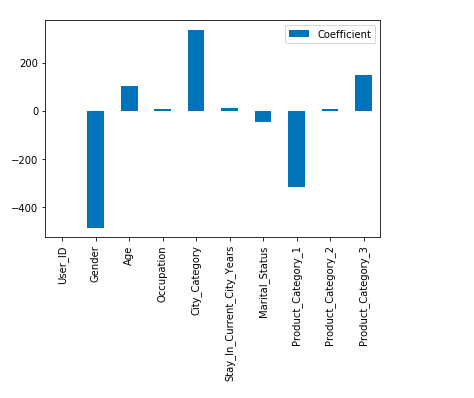 Coefficient
200
0
−200
−400
User_ID
Gender
Age
Occupation
City_Category
Stay_In_Current_City_Years
Marital_Status
Product_Category_1
Product_Category_2
Product_Category_3